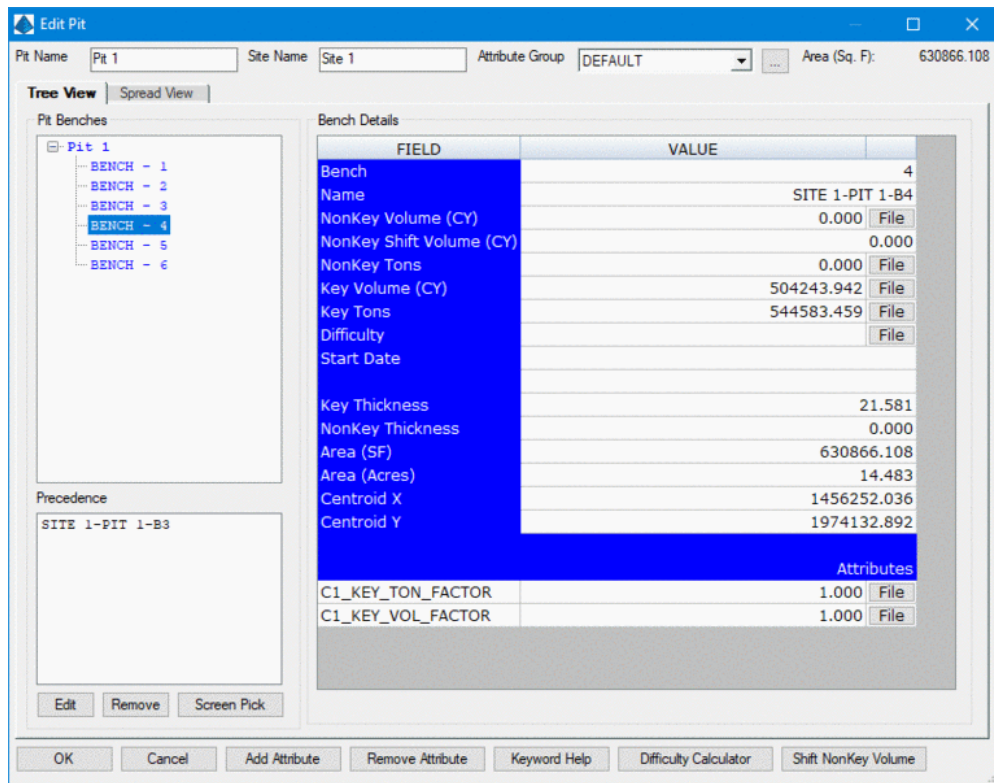 Edit Pit
Pit Name Pit 1 Site Name Site 1 Attribute Group DEFAULT ... Area (Sq. F): 630866.108
Tree View Spread View
Pit Benches
Pit 1
BENCH - 1
BENCH - 2
BENCH - 3
BENCH - 4
BENCH - 5
BENCH - 6
Precedence
SITE 1-PIT 1-B3
Edit Remove Screen Pick
Bench Details
FIELD VALUE
Bench 4
Name SITE 1-PIT 1-B4
NonKey Volume (CY) 0.000 File
NonKey Shift Volume (CY) 0.000
NonKey Tons 0.000 File
Key Volume (CY) 504243.942 File
Key Tons 544583.459 File
Difficulty File
Start Date
Key Thickness 21.581
NonKey Thickness 0.000
Area (SF) 630866.108
Area (Acres) 14.483
Centroid X 1456252.036
Centroid Y 1974132.892
Attributes
C1_KEY_TON_FACTOR 1.000 File
C1_KEY_VOL_FACTOR 1.000 File
OK Cancel Add Attribute Remove Attribute Keyword Help Difficulty Calculator Shift NonKey Volume